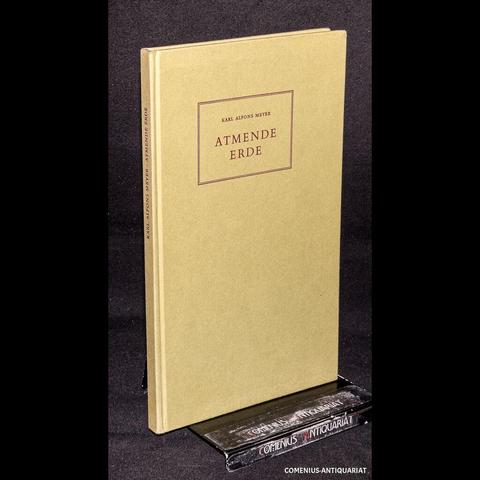 KARL ALFONS MEYER
ATMENDE
ERDE
KARL ALFONS MEYER · ATMENDE ERDE
COMENIUS ANTIQUARIAT
COMENIUS ANTIQUARIAT
COMENIUS-ANTIQUARIAT